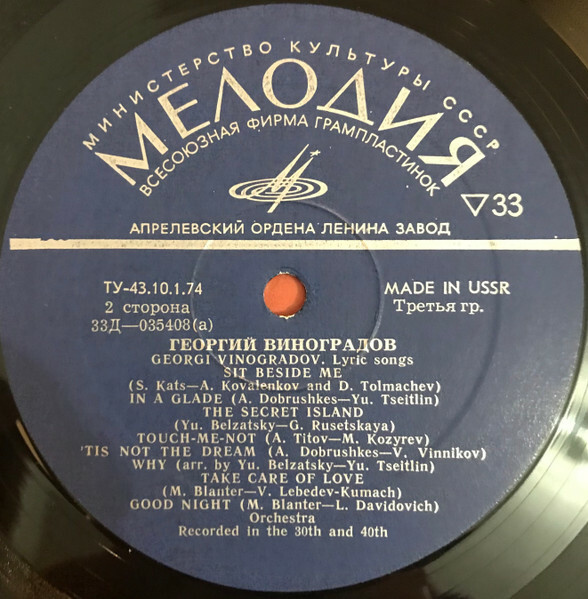 МИНИСТЕРСТВО КУЛЬТУРЫ СССР
МЕЛОДИЯ
ВСЕСОЮЗНАЯ ФИРМА ГРАМПЛАСТИНОК
▽33
АПРЕЛЕВСКИЙ ОРДЕНА ЛЕНИНА ЗАВОД
ТУ-43.10.1.74
MADE IN USSR
2 сторона
Третья гр.
33Д—035408(a)
ГЕОРГИЙ ВИНОГРАДОВ
GEORGI VINOGRADOV. Lyric songs
SIT BESIDE ME
(S. Kats—A. Kovalenkov and D. Tolmachev)
IN A GLADE (A. Dobrushkes—Yu. Tseitlin)
THE SECRET ISLAND
(Yu. Belzatsky—G. Rusetskaya)
TOUCH-ME-NOT (A. Titov—M. Kozyrev)
'TIS NOT THE DREAM (A. Dobrushkes—V. Vinnikov)
WHY (arr. by Yu. Belzatsky—Yu. Tseitlin)
TAKE CARE OF LOVE
(M. Blanter—V. Lebedev-Kumach)
GOOD NIGHT (M. Blanter—L. Davidovich)
Orchestra
Recorded in the 30th and 40th